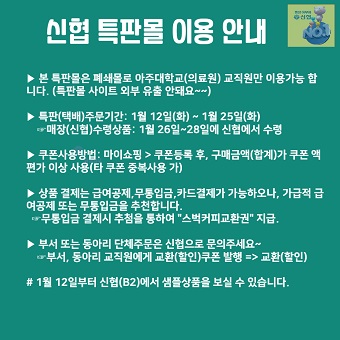 신협 특판몰 이용 안내
▶ 본 특판몰은 폐쇄몰로 아주대학교(의료원) 교직원만 이용가능 합
니다. (특판몰 사이트 외부 유출 안돼요~~)
▶ 특판(택배)주문기간: 1월 12일(화) ~ 1월 25일(화)
☞매장(신협)수령상품: 1월 26일~28일에 신협에서 수령
▶ 쿠폰사용방법: 마이쇼핑 > 쿠폰등록 후, 구매금액(합계)가 쿠폰 액
면가 이상 사용(타 쿠폰 중복사용 가)
▶ 상품 결제는 급여공제,무통입금,카드결제가 가능하오나, 가급적 급
여공제 또는 무통입금을 추천합니다.
☞무통입금 결제시 추첨을 통하여 "스벅커피교환권" 지급.
▶ 부서 또는 동아리 단체주문은 신협으로 문의주세요~
☞부서, 동아리 교직원에게 교환(할인)쿠폰 발행 => 교환(할인)
# 1월 12일부터 신협(B2)에서 샘플상품을 보실 수 있습니다.